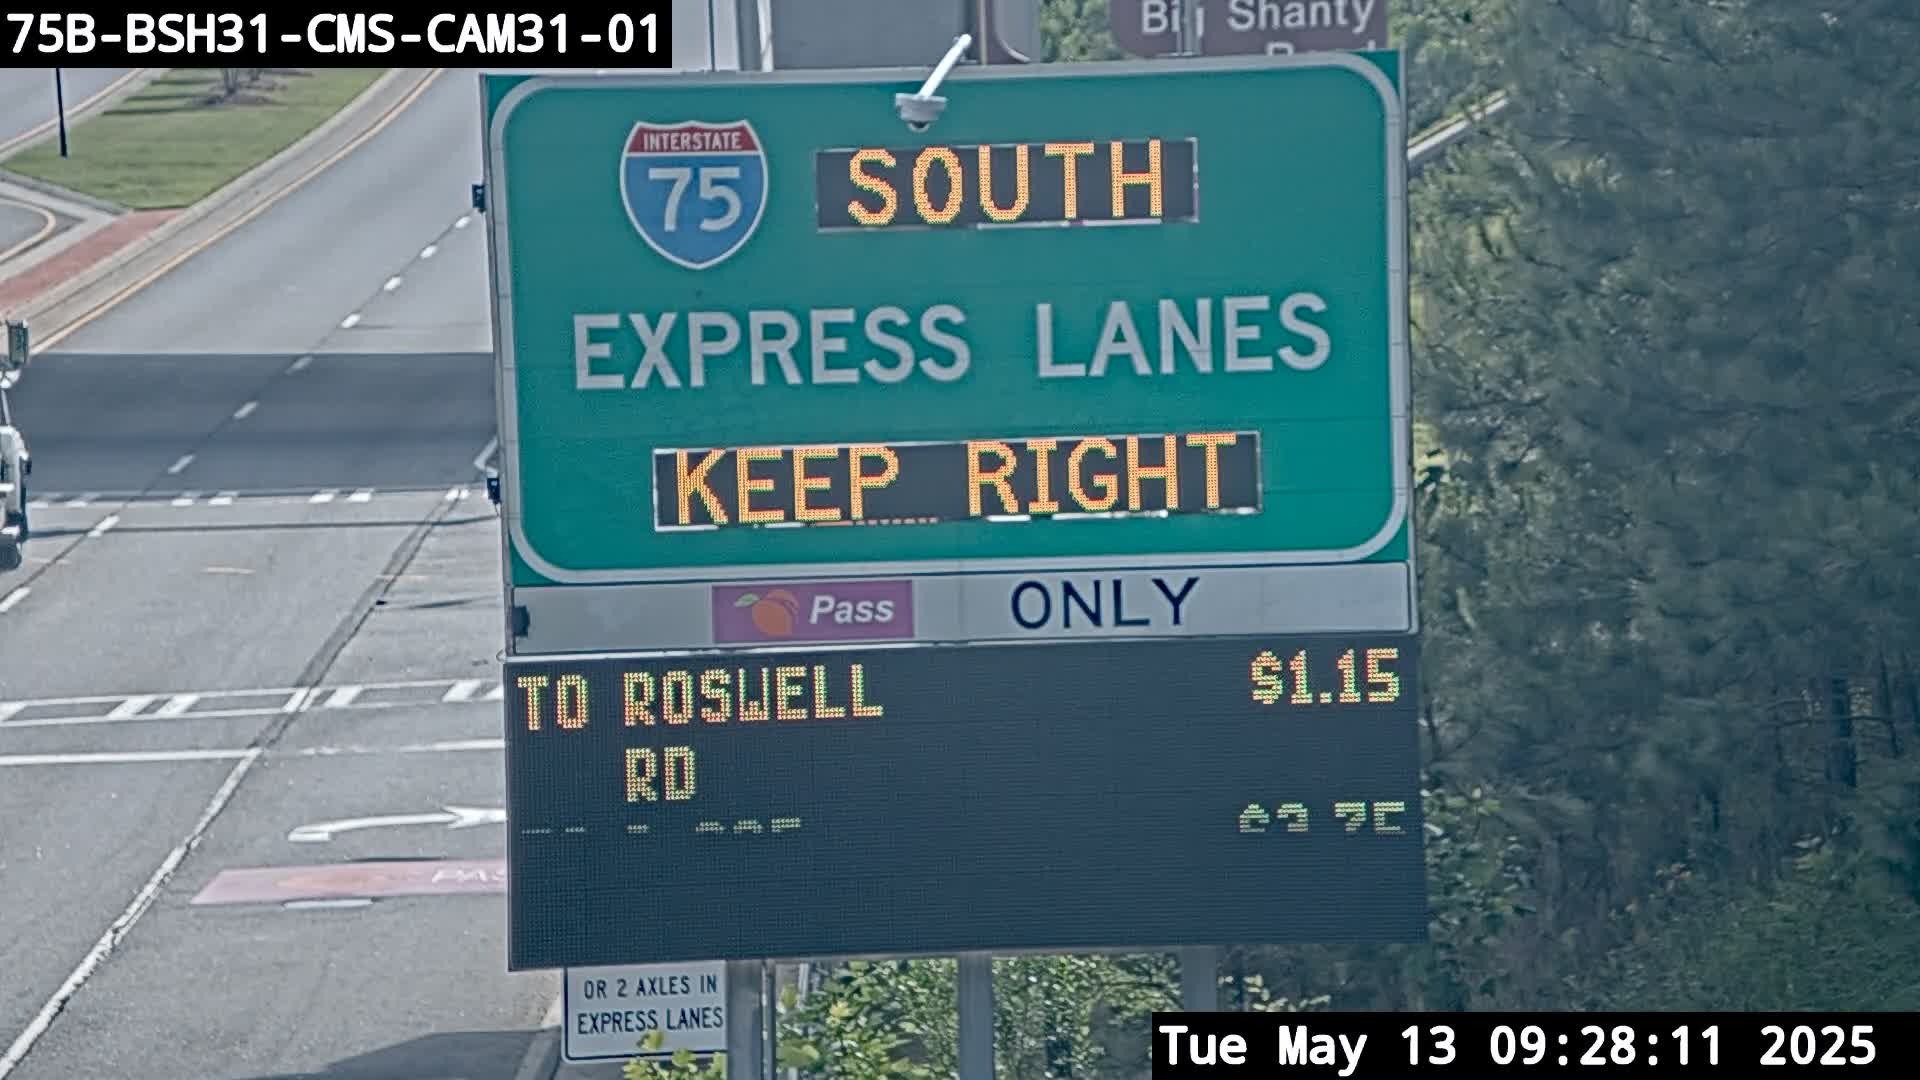 75B-BSH31-CMS-CAM31-01
Big Shanty
INTERSTATE
75
SOUTH
EXPRESS LANES
KEEP RIGHT
Pass ONLY
TO ROSWELL $1.15
RD
OR 2 AXLES IN
EXPRESS LANES
Tue May 13 09:28:11 2025